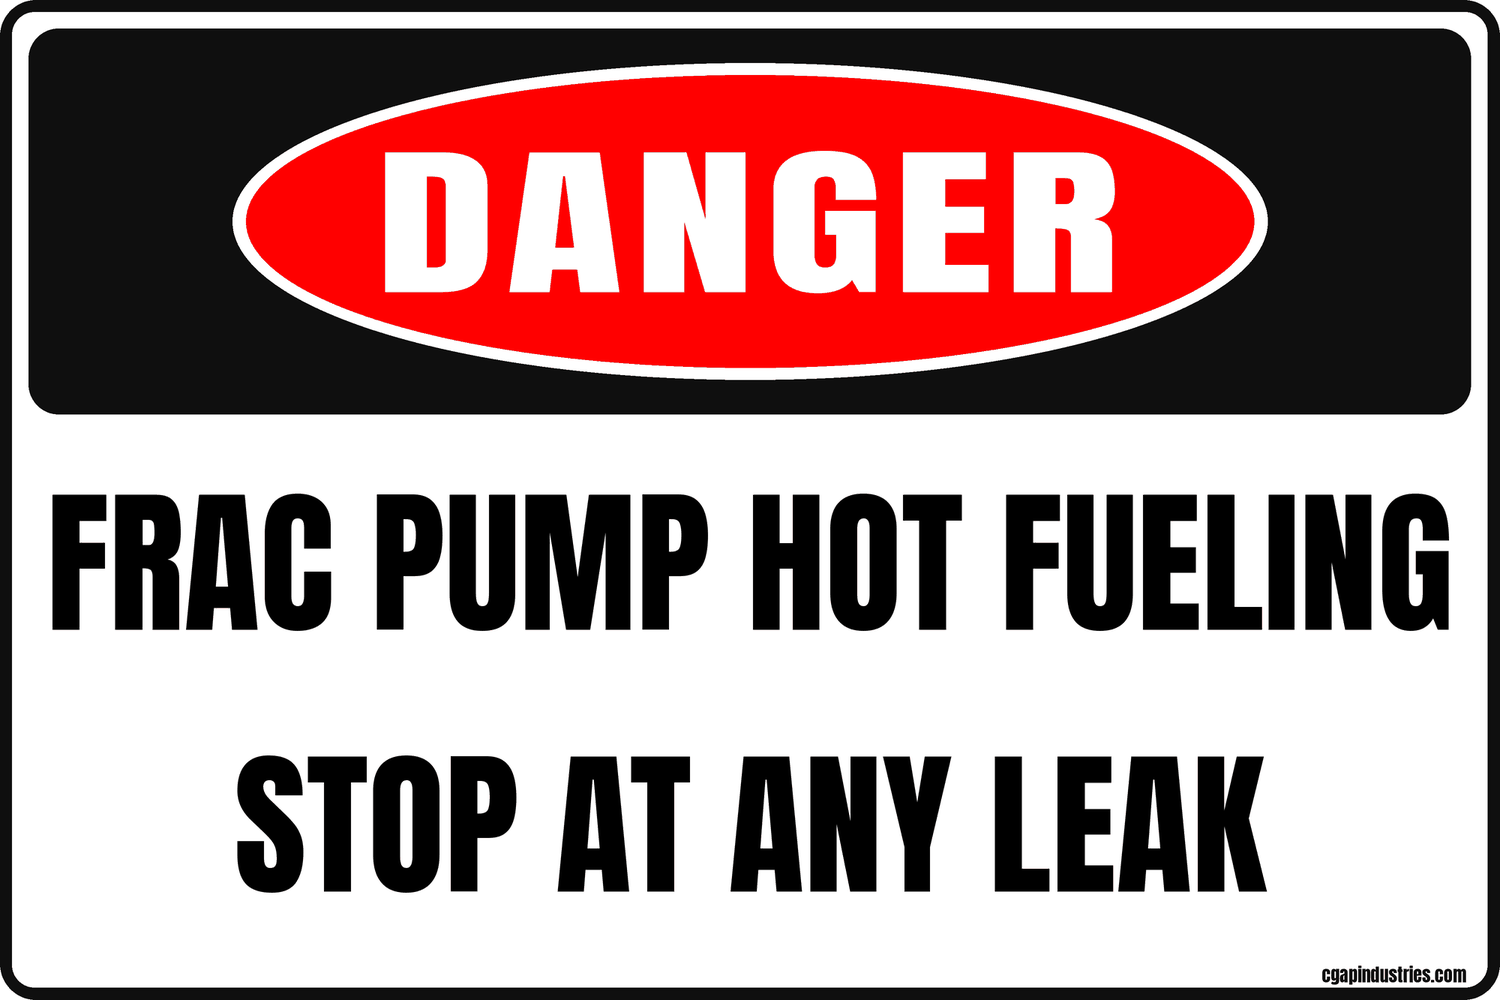 DANGER
FRAC PUMP HOT FUELING
STOP AT ANY LEAK
cgapindustries.com